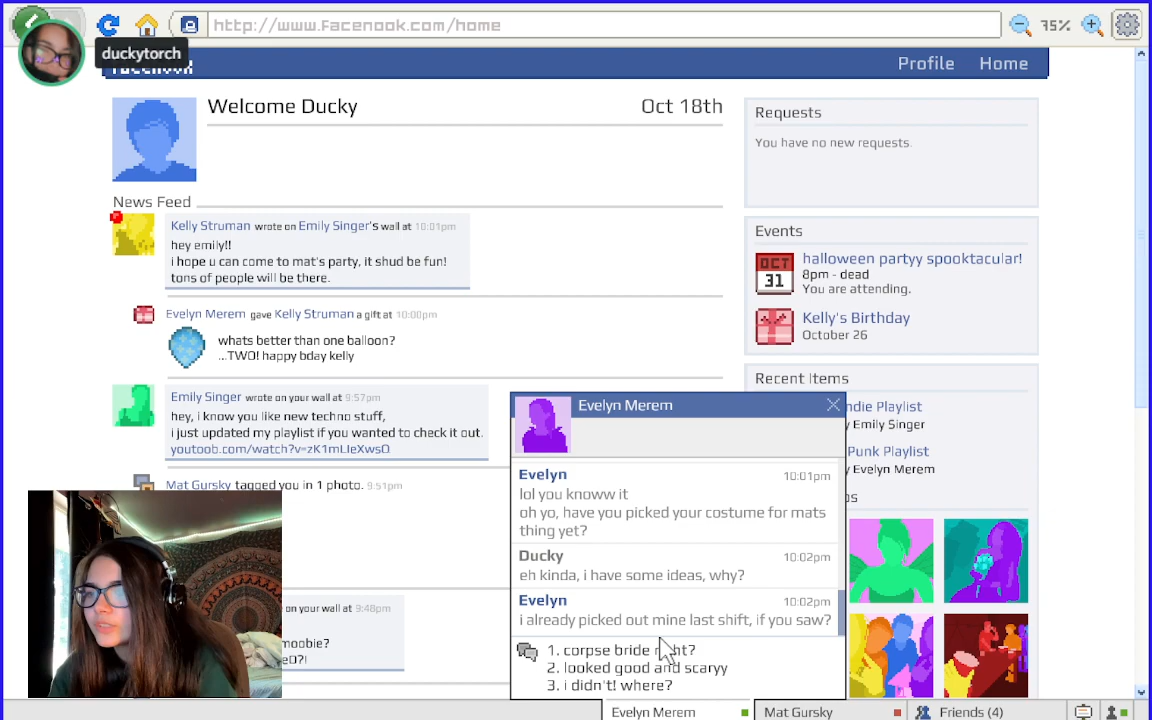 http://www.Facenook.com/home
75%
duckytorch
Profile
Home
Welcome Ducky
Oct 18th
News Feed
Kelly Struman wrote on Emily Singer's wall at 10:01pm
hey emily!!
i hope u can come to mat's party, it shud be fun!
tons of people will be there.
Evelyn Merem gave Kelly Struman a gift at 10:00pm
whats better than one balloon?
...TWO! happy bday kelly
Emily Singer wrote on your wall at 9:57pm
hey, i know you like new techno stuff,
i just updated my playlist if you wanted to check it out.
Mat Gursky tagged you in 1 photo. 9:51pm
on your wall at 9:48pm
moobie?
Requests
You have no new requests.
Events
OCT
31
halloween partyy spooktacular!
8pm - dead
You are attending.
Kelly's Birthday
October 26
Recent Items
ndie Playlist
y Emily Singer
Punk Playlist
y Evelyn Merem
os
Evelyn Merem
Evelyn 10:01pm
lol you knoww it
oh yo, have you picked your costume for mats
thing yet?
Ducky 10:02pm
eh kinda, i have some ideas, why?
Evelyn 10:02pm
i already picked out mine last shift, if you saw?
1. corpse bride right?
2. looked good and scaryy
3. i didn't! where?
Evelyn Merem
Mat Gursky
Friends (4)